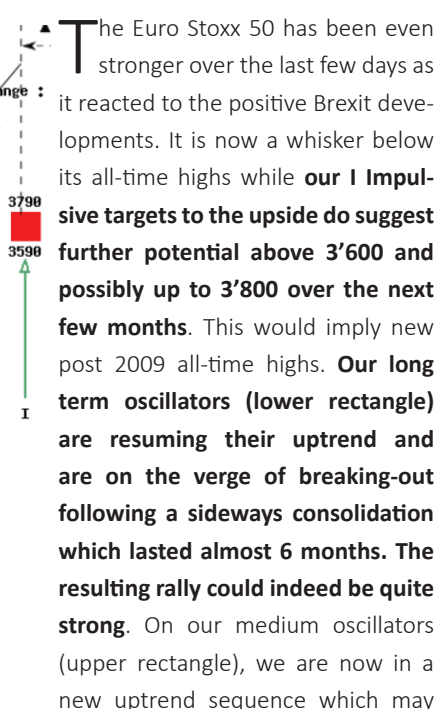 ange :
3790
3590
I
The Euro Stoxx 50 has been even
stronger over the last few days as
it reacted to the positive Brexit deve-
lopments. It is now a whisker below
its all-time highs while our I Impul-
sive targets to the upside do suggest
further potential above 3’600 and
possibly up to 3’800 over the next
few months. This would imply new
post 2009 all-time highs. Our long
term oscillators (lower rectangle)
are resuming their uptrend and
are on the verge of breaking-out
following a sideways consolidation
which lasted almost 6 months. The
resulting rally could indeed be quite
strong. On our medium oscillators
(upper rectangle), we are now in a
new uptrend sequence which may